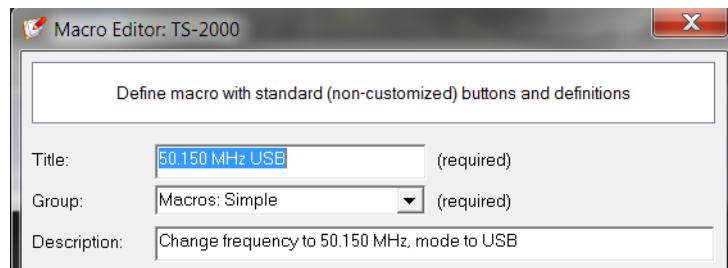 Macro Editor: TS-2000
Define macro with standard (non-customized) buttons and definitions
Title: 50.150 MHz USB (required)
Group: Macros: Simple (required)
Description: Change frequency to 50.150 MHz, mode to USB